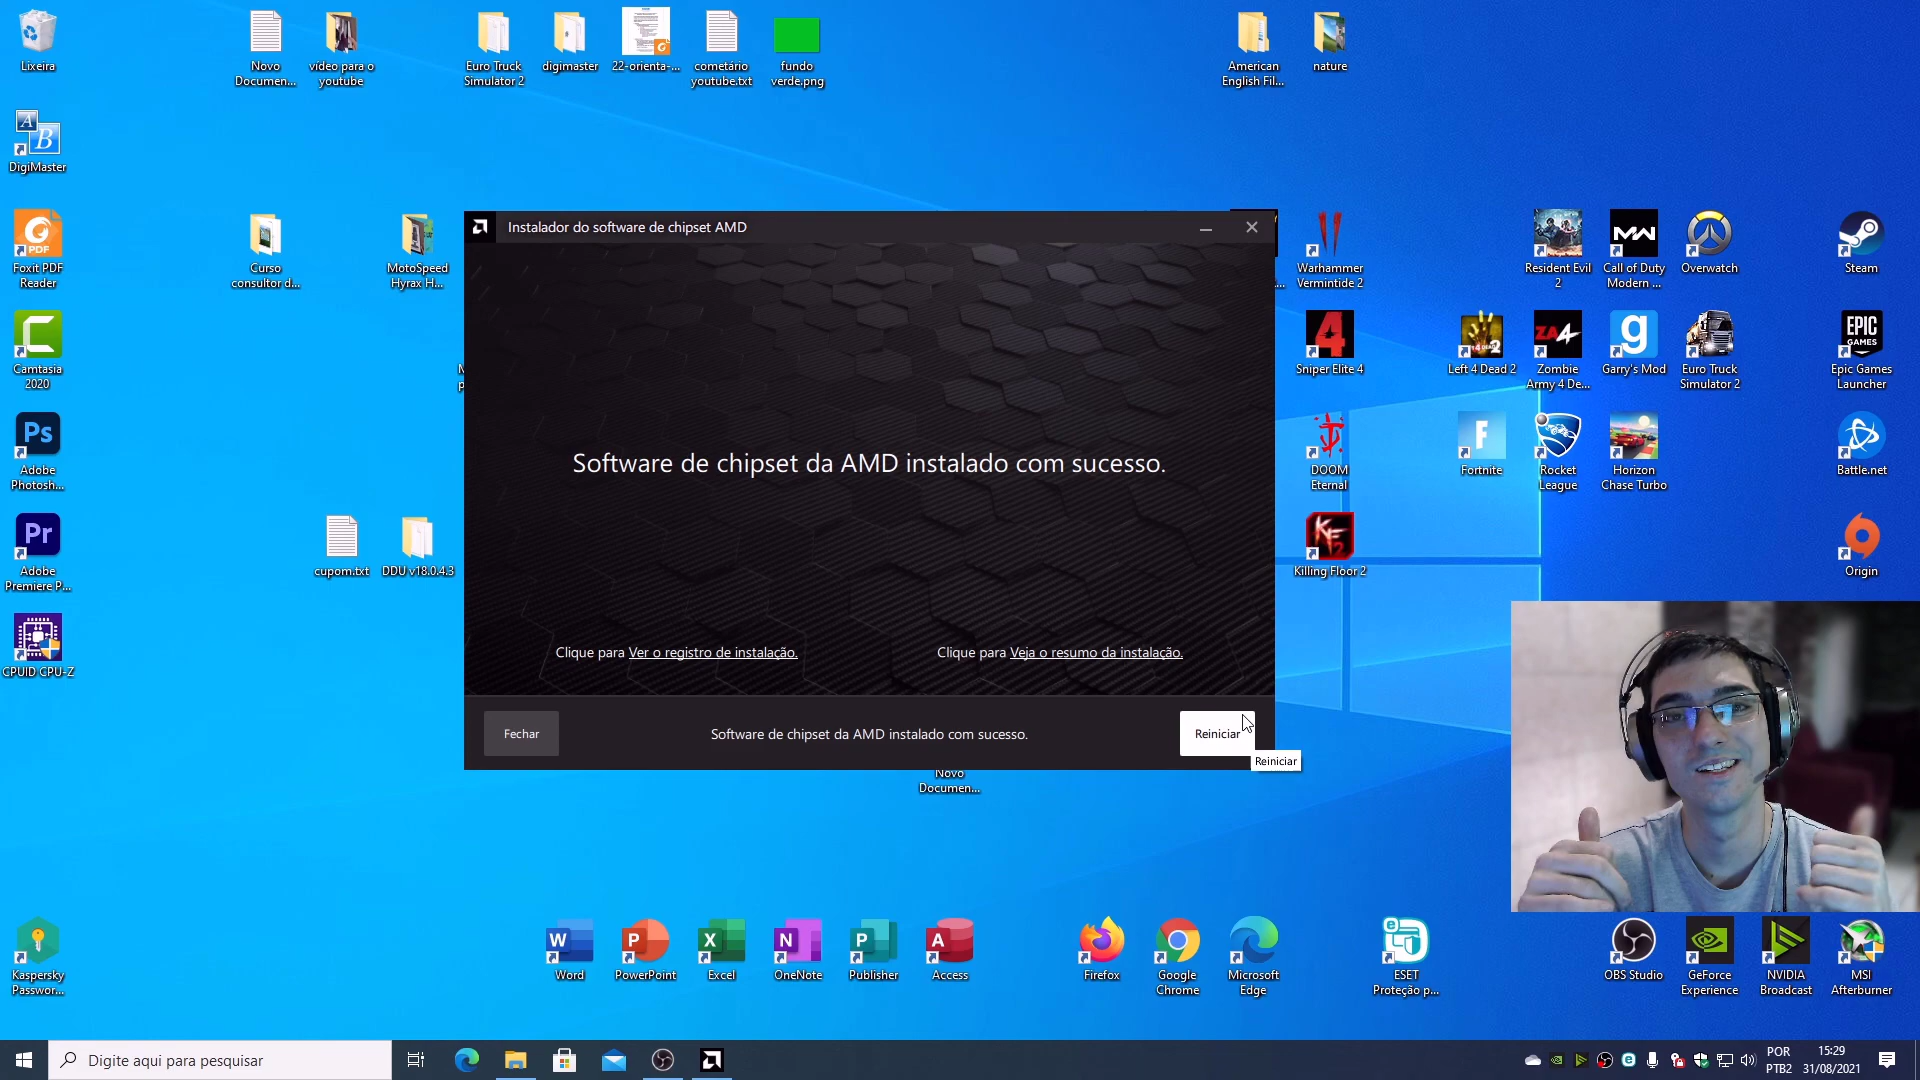 Lixeira
Novo
Documen...
vídeo para o
youtube
Euro Truck
Simulator 2
digimaster
22-orienta-...
cometário
youtube.txt
fundo
verde.png
American
English Fil...
nature
DigiMaster
Foxit PDF
Reader
Curso
consultor d...
MotoSpeed
Hyrax H...
Instalador do software de chipset AMD
Warhammer
Vermintide 2
Resident Evil
2
Call of Duty
Modern ...
Overwatch
Steam
Camtasia
2020
Sniper Elite 4
Left 4 Dead 2
Zombie
Army 4 De...
Garry's Mod
Euro Truck
Simulator 2
Epic Games
Launcher
Software de chipset da AMD instalado com sucesso.
Adobe
Photosh...
DOOM
Eternal
Fortnite
Rocket
League
Horizon
Chase Turbo
Battle.net
Adobe
Premiere P...
cupom.txt
DDU v18.0.4.3
Killing Floor 2
Origin
CPUID CPU-Z
Clique para Ver o registro de instalação.
Clique para Veja o resumo da instalação.
Fechar
Software de chipset da AMD instalado com sucesso.
Reiniciar
Reiniciar
Novo
Documen...
Kaspersky
Passwor...
Word
PowerPoint
Excel
OneNote
Publisher
Access
Firefox
Google
Chrome
Microsoft
Edge
ESET
Proteção p...
OBS Studio
GeForce
Experience
NVIDIA
Broadcast
MSI
Afterburner
Digite aqui para pesquisar
POR
PTB2
15:29
31/08/2021